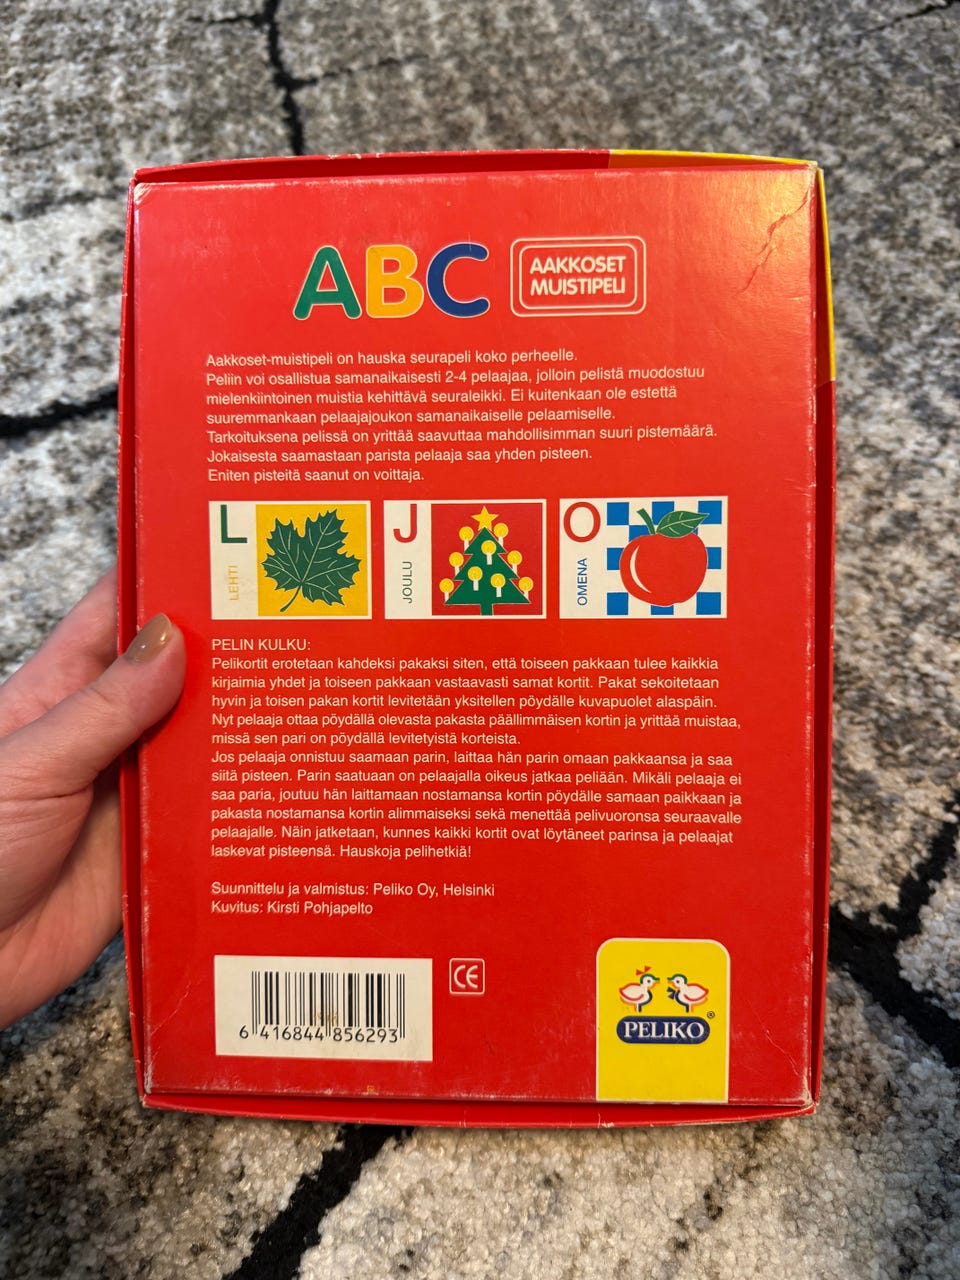 ABC
AAKKOSET
MUISTIPELI
Aakkoset-muistipeli on hauska seurapeli koko perheelle.
Peliin voi osallistua samanaikaisesti 2-4 pelaajaa, jolloin pelistä muodostuu
mielenkiintoinen muistia kehittävä seuraleikki. Ei kuitenkaan ole estettä
suuremmankaan pelaajajoukon samanaikaiselle pelaamiselle.
Tarkoituksena pelissä on yrittää saavuttaa mahdollisimman suuri pistemäärä.
Jokaisesta saamastaan parista pelaaja saa yhden pisteen.
Eniten pisteitä saanut on voittaja.
L
LEHTI
J
JOULU
O
OMENA
PELIN KULKU:
Pelikortit erotetaan kahdeksi pakaksi siten, että toiseen pakkaan tulee kaikkia
kirjaimia yhdet ja toiseen pakkaan vastaavasti samat kortit. Pakat sekoitetaan
hyvin ja toisen pakan kortit levitetään yksitellen pöydälle kuvapuolet alaspäin.
Nyt pelaaja ottaa pöydällä olevasta pakasta päällimmäisen kortin ja yrittää muistaa,
missä sen pari on pöydällä levitetyistä korteista.
Jos pelaaja onnistuu saamaan parin, laittaa hän parin omaan pakkaansa ja saa
siitä pisteen. Parin saatuaan on pelaajalla oikeus jatkaa peliään. Mikäli pelaaja ei
saa paria, joutuu hän laittamaan nostamansa kortin pöydälle samaan paikkaan ja
pakasta nostamansa kortin alimmaiseksi sekä menettää pelivuoronsa seuraavalle
pelaajalle. Näin jatketaan, kunnes kaikki kortit ovat löytäneet parinsa ja pelaajat
laskevat pisteensä. Hauskoja pelihetkiä!
Suunnittelu ja valmistus: Peliko Oy, Helsinki
Kuvitus: Kirsti Pohjapelto
6 416844 856293
CE
PELIKO®